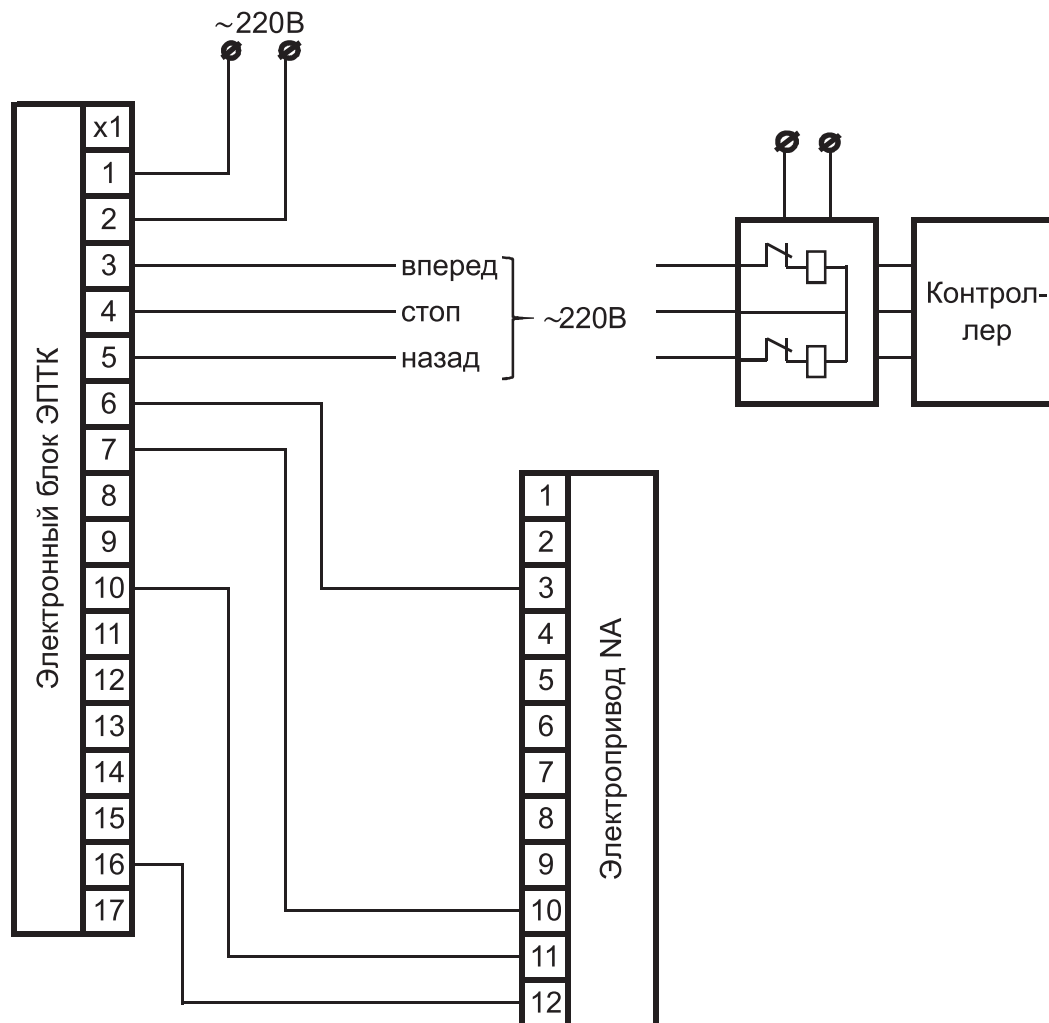 ~220В
Электронный блок ЭПТК
x1
1
2
3
4
5
6
7
8
9
10
11
12
13
14
15
16
17
вперед
стоп
назад
~220В
Контрол-
лер
1
2
3
4
5
6
7
8
9
10
11
12
Электропривод NA